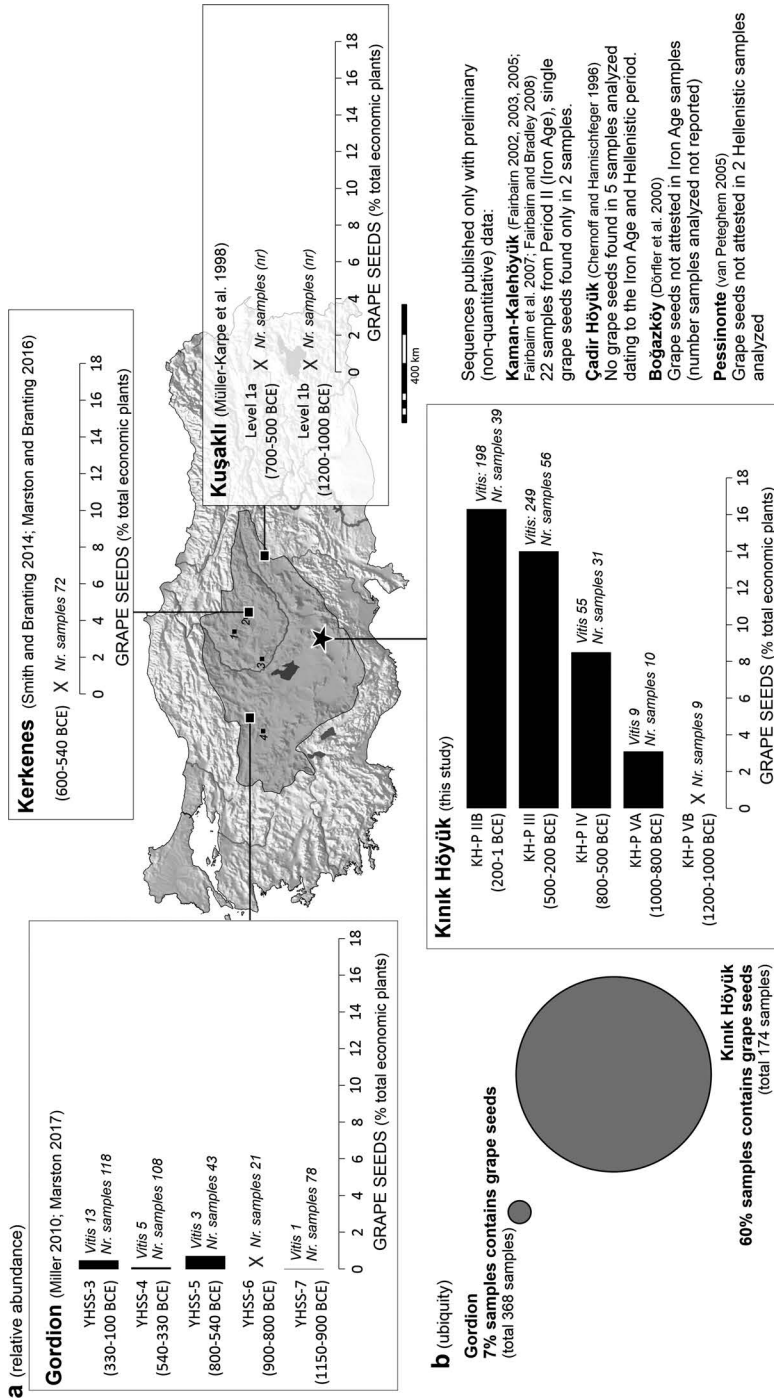 a (relative abundance)
Gordion (Miller 2010; Marston 2017)
YHSS-3
(330-100 BCE)
Vitis 13
Nr. samples 118
YHSS-4
(540-330 BCE)
Vitis 5
Nr. samples 108
YHSS-5
(800-540 BCE)
Vitis 3
Nr. samples 43
YHSS-6
(900-800 BCE)
X Nr. samples 21
YHSS-7
(1150-900 BCE)
Vitis 1
Nr. samples 78
0 2 4 6 8 10 12 14 16 18
GRAPE SEEDS (% total economic plants)
Kerkenes (Smith and Branting 2014; Marston and Branting 2016)
(600-540 BCE) X Nr. samples 72
0 2 4 6 8 10 12 14 16 18
GRAPE SEEDS (% total economic plants)
Kuşaklı (Müller-Karpe et al. 1998)
Level 1a
(700-500 BCE)
X Nr. samples (nr)
Level 1b
(1200-1000 BCE)
X Nr. samples (nr)
0 2 4 6 8 10 12 14 16 18
GRAPE SEEDS (% total economic plants)
1
2
3
4
400 km
b (ubiquity)
Gordion
7% samples contains grape seeds
(total 368 samples)
Kınık Höyük
60% samples contains grape seeds
(total 174 samples)
Kınık Höyük (this study)
KH-P IIB
(200-1 BCE)
Vitis: 198
Nr. samples 39
KH-P III
(500-200 BCE)
Vitis: 249
Nr. samples 56
KH-P IV
(800-500 BCE)
Vitis 55
Nr. samples 31
KH-P VA
(1000-800 BCE)
Vitis 9
Nr. samples 10
KH-P VB
(1200-1000 BCE)
X Nr. samples 9
0 2 4 6 8 10 12 14 16 18
GRAPE SEEDS (% total economic plants)
Sequences published only with preliminary
(non-quantitative) data:
Kaman-Kalehöyük (Fairbairn 2002, 2003, 2005;
Fairbairn et al. 2007; Fairbairn and Bradley 2008)
22 samples from Period II (Iron Age), single
grape seeds found only in 2 samples.
Çadir Höyük (Chernoff and Harnischfeger 1996)
No grape seeds found in 5 samples analyzed
dating to the Iron Age and Hellenistic period.
Boğazköy (Dörfler et al. 2000)
Grape seeds not attested in Iron Age samples
(number samples analyzed not reported)
Pessinonte (van Peteghem 2005)
Grape seeds not attested in 2 Hellenistic samples
analyzed